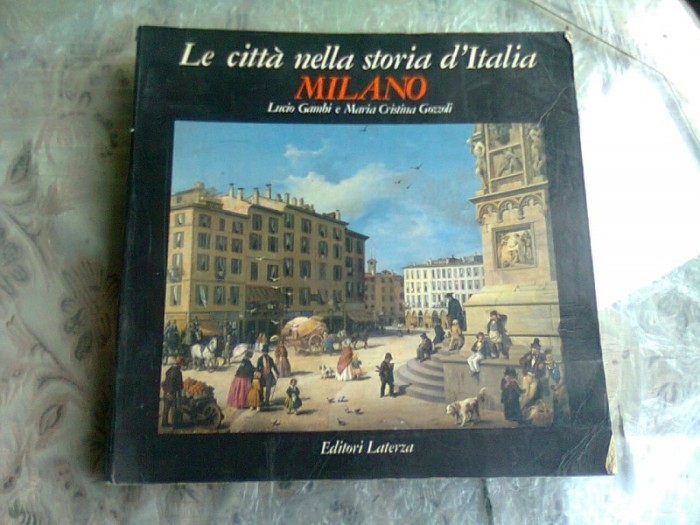 Le città nella storia d'Italia
MILANO
Lucio Gambi e Maria Cristina Gozzoli
Editori Laterza